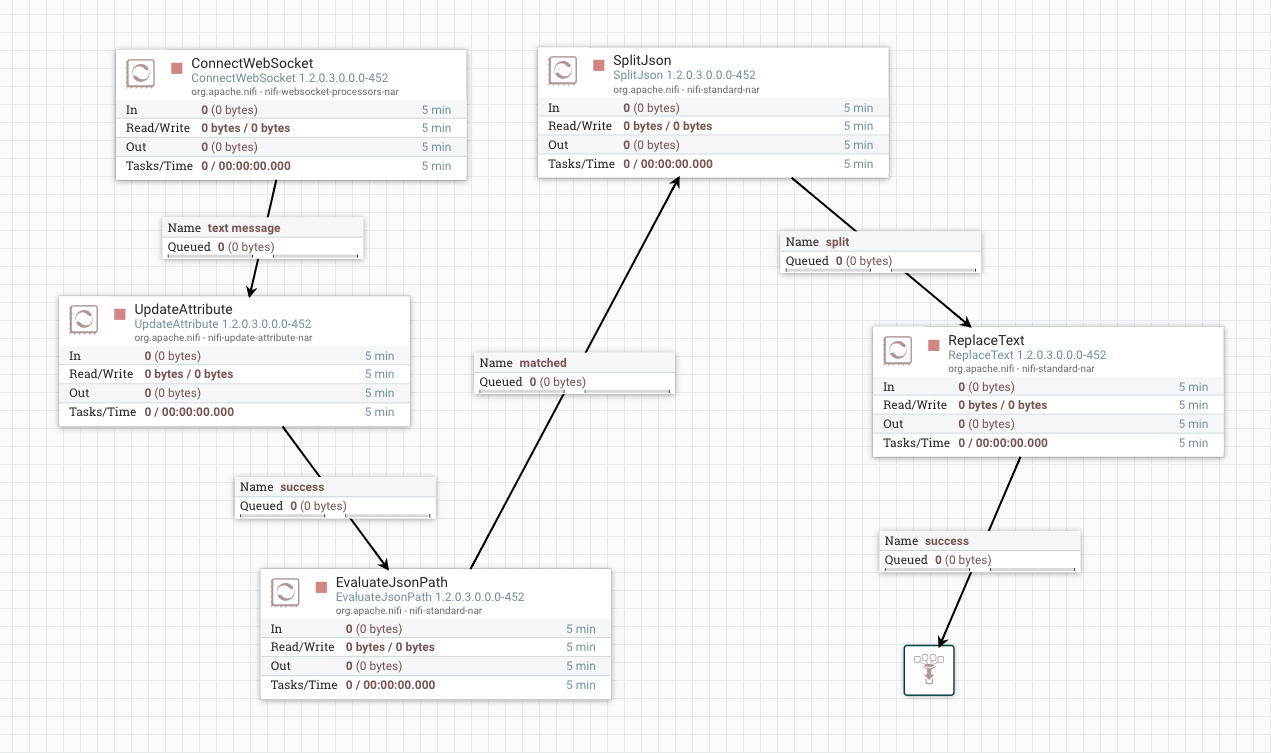 ConnectWebSocket
ConnectWebSocket 1.2.0.3.0.0.0-452
org.apache.nifi - nifi-websocket-processors-nar
In 0 (0 bytes) 5 min
Read/Write 0 bytes / 0 bytes 5 min
Out 0 (0 bytes) 5 min
Tasks/Time 0 / 00:00:00.000 5 min
Name text message
Queued 0 (0 bytes)
UpdateAttribute
UpdateAttribute 1.2.0.3.0.0.0-452
org.apache.nifi - nifi-update-attribute-nar
In 0 (0 bytes) 5 min
Read/Write 0 bytes / 0 bytes 5 min
Out 0 (0 bytes) 5 min
Tasks/Time 0 / 00:00:00.000 5 min
Name success
Queued 0 (0 bytes)
EvaluateJsonPath
EvaluateJsonPath 1.2.0.3.0.0.0-452
org.apache.nifi - nifi-standard-nar
In 0 (0 bytes) 5 min
Read/Write 0 bytes / 0 bytes 5 min
Out 0 (0 bytes) 5 min
Tasks/Time 0 / 00:00:00.000 5 min
Name matched
Queued 0 (0 bytes)
SplitJson
SplitJson 1.2.0.3.0.0.0-452
org.apache.nifi - nifi-standard-nar
In 0 (0 bytes) 5 min
Read/Write 0 bytes / 0 bytes 5 min
Out 0 (0 bytes) 5 min
Tasks/Time 0 / 00:00:00.000 5 min
Name split
Queued 0 (0 bytes)
ReplaceText
ReplaceText 1.2.0.3.0.0.0-452
org.apache.nifi - nifi-standard-nar
In 0 (0 bytes) 5 min
Read/Write 0 bytes / 0 bytes 5 min
Out 0 (0 bytes) 5 min
Tasks/Time 0 / 00:00:00.000 5 min
Name success
Queued 0 (0 bytes)